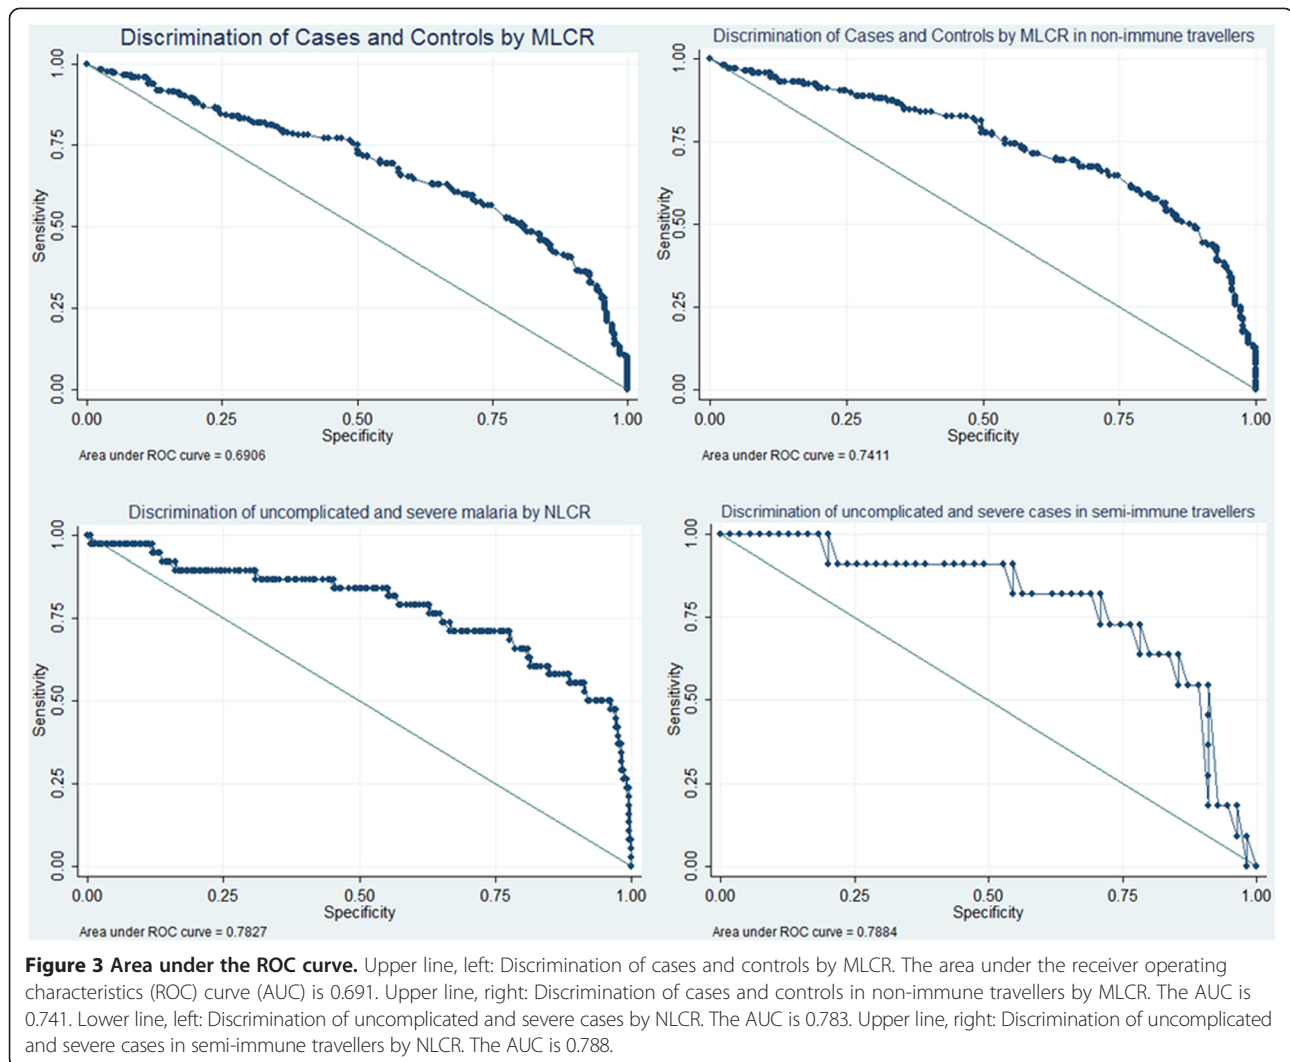 Discrimination of Cases and Controls by MLCR
Sensitivity
0.00 0.25 0.50 0.75 1.00
0.00 0.25 0.50 0.75 1.00
Specificity
Area under ROC curve = 0.6906
Discrimination of Cases and Controls by MLCR in non-immune travellers
Sensitivity
0.00 0.25 0.50 0.75 1.00
0.00 0.25 0.50 0.75 1.00
Specificity
Area under ROC curve = 0.7411
Discrimination of uncomplicated and severe malaria by NLCR
Sensitivity
0.00 0.25 0.50 0.75 1.00
0.00 0.25 0.50 0.75 1.00
Specificity
Area under ROC curve = 0.7827
Discrimination of uncomplicated and severe cases in semi-immune travellers
Sensitivity
0.00 0.25 0.50 0.75 1.00
0.00 0.25 0.50 0.75 1.00
Specificity
Area under ROC curve = 0.7884
Figure 3 Area under the ROC curve. Upper line, left: Discrimination of cases and controls by MLCR. The area under the receiver operating
characteristics (ROC) curve (AUC) is 0.691. Upper line, right: Discrimination of cases and controls in non-immune travellers by MLCR. The AUC is
0.741. Lower line, left: Discrimination of uncomplicated and severe cases by NLCR. The AUC is 0.783. Upper line, right: Discrimination of uncomplicated
and severe cases in semi-immune travellers by NLCR. The AUC is 0.788.